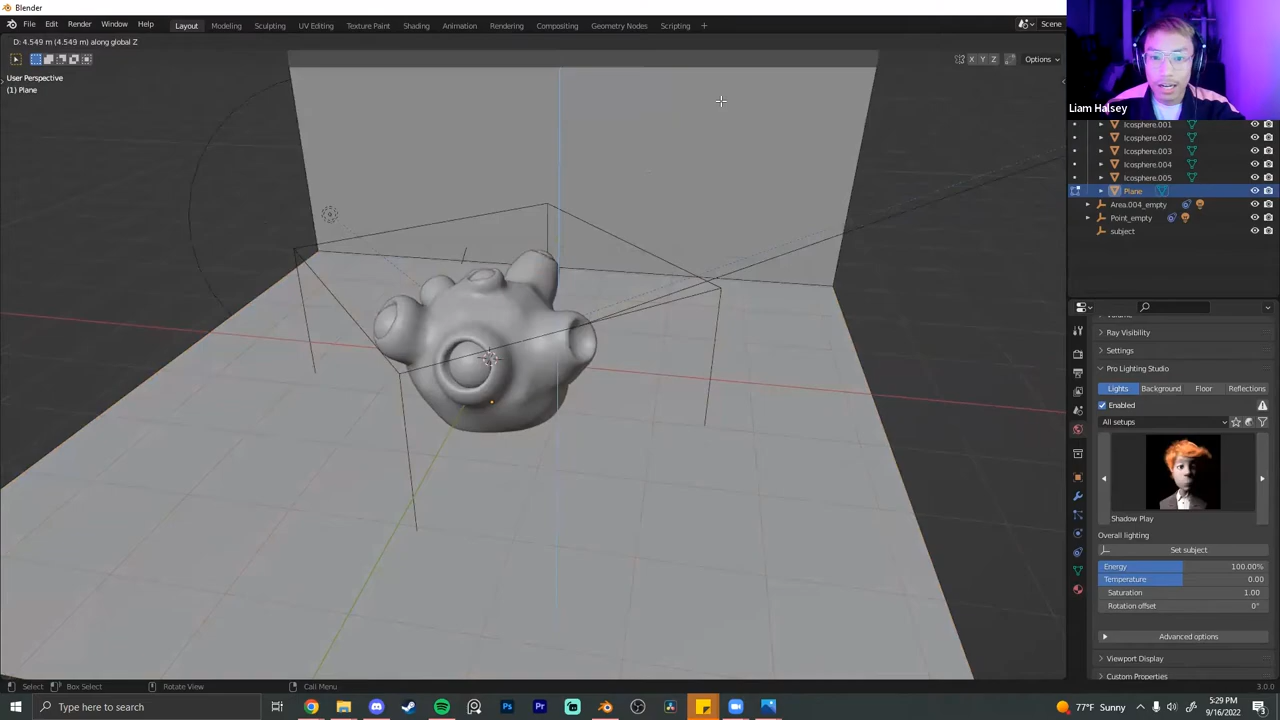 Blender
File Edit Render Window Help
Layout Modeling Sculpting UV Editing Texture Paint Shading Animation Rendering Compositing Geometry Nodes Scripting +
Scene
D: 4.549 m (4.549 m) along global Z
X Y Z Options
User Perspective
(1) Plane
Liam Halsey
Icosphere.001
Icosphere.002
Icosphere.003
Icosphere.004
Icosphere.005
Plane
Area.004_empty
Point_empty
subject
Ray Visibility
Settings
Pro Lighting Studio
Lights Background Floor Reflections
Enabled
All setups
Shadow Play
Overall lighting
Set subject
Energy 100.00%
Temperature 0.00
Saturation 1.00
Rotation offset 0°
Advanced options
Viewport Display
Custom Properties
Select Box Select Rotate View Call Menu 3.0.0
Type here to search
77°F Sunny
5:29 PM
9/16/2022